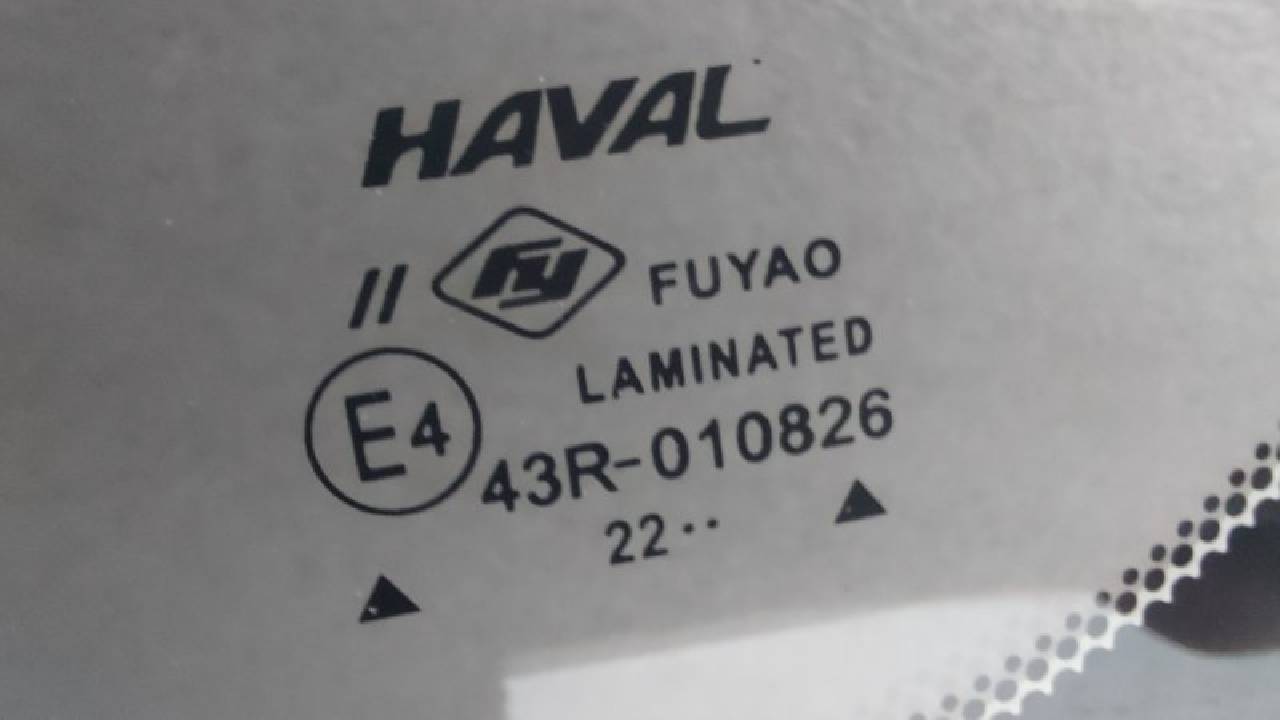 HAVAL
II FY FUYAO
LAMINATED
E4 43R-010826
22··